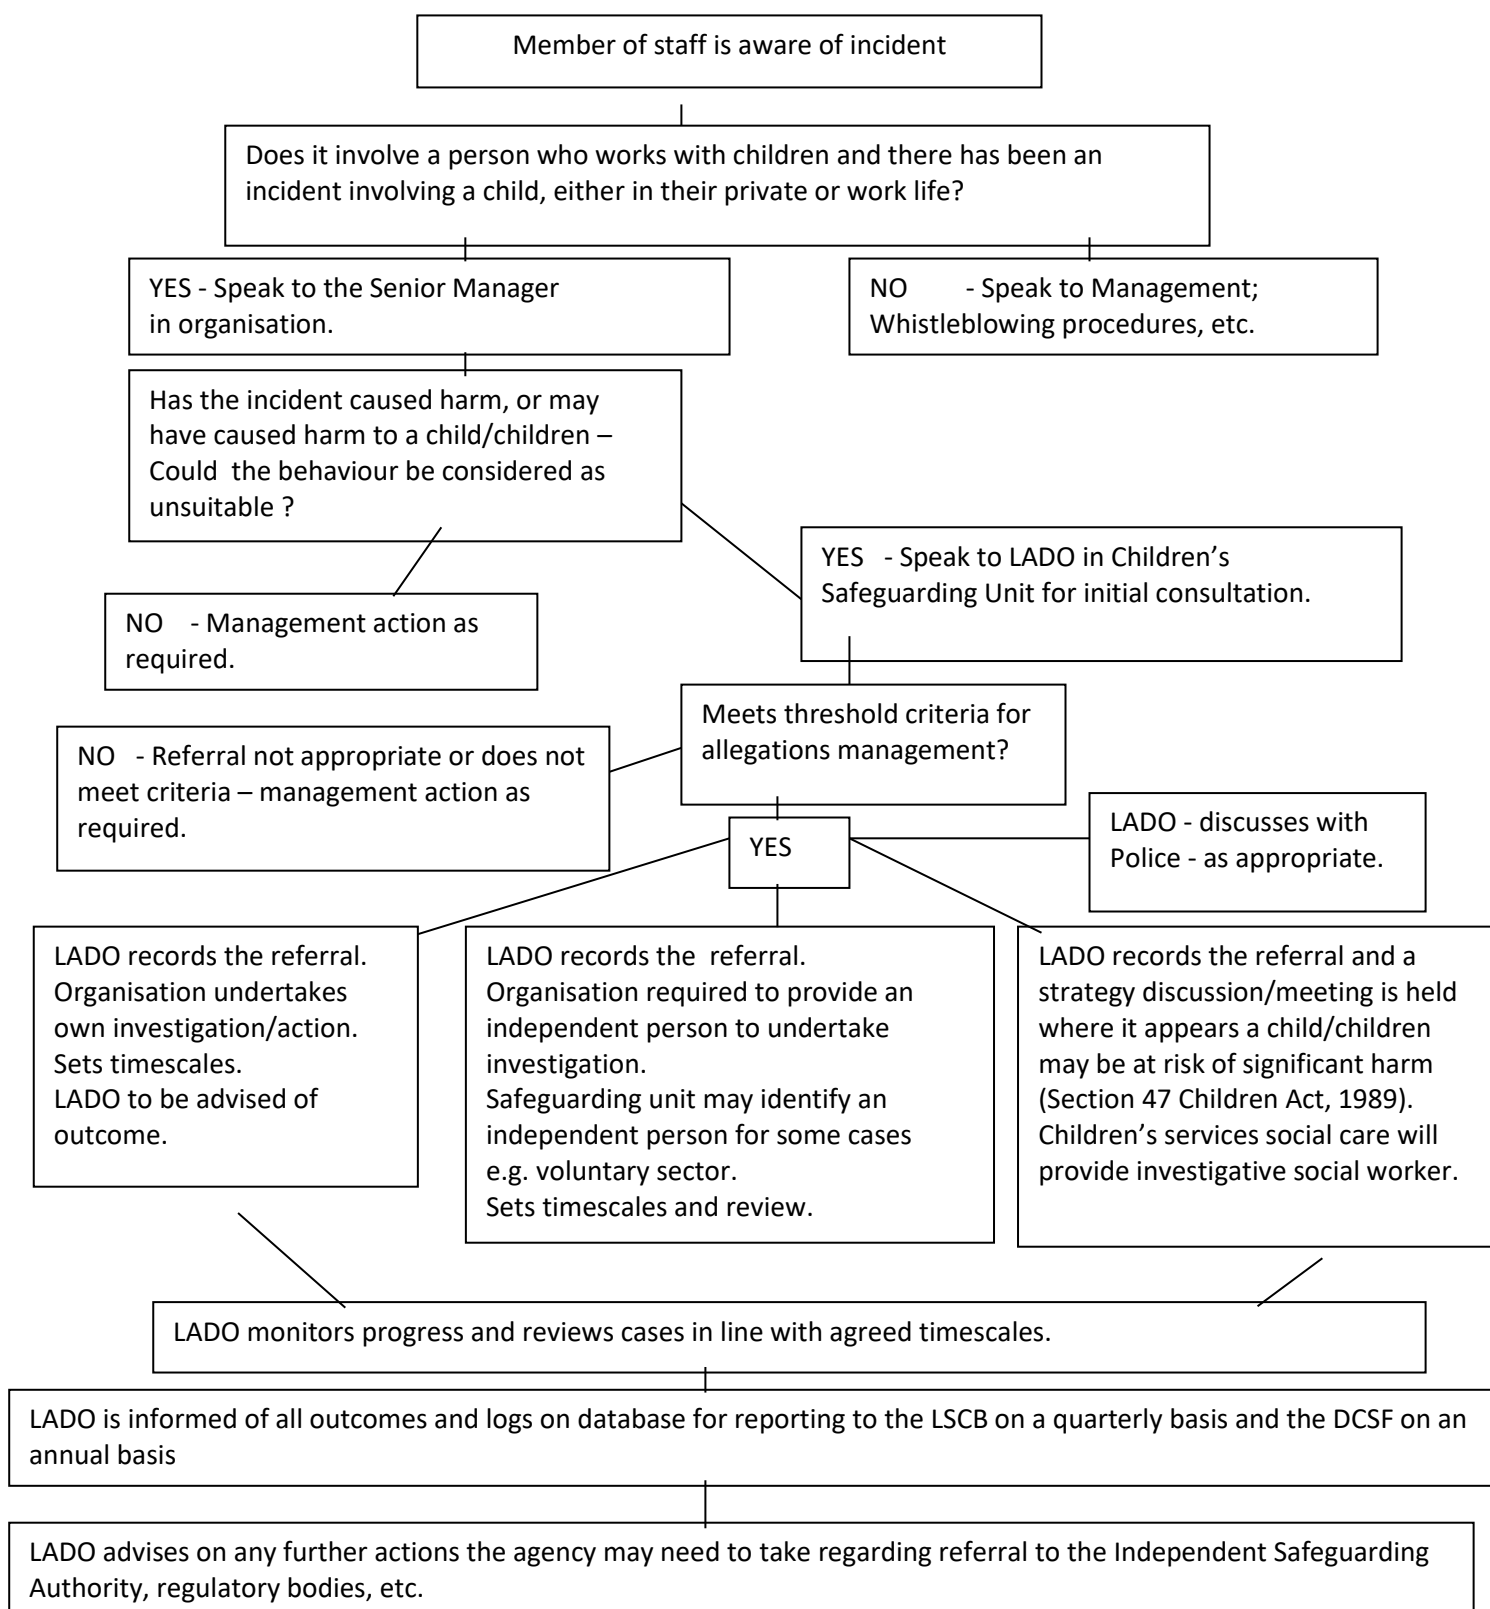 Member of staff is aware of incident
Does it involve a person who works with children and there has been an
incident involving a child, either in their private or work life?
YES - Speak to the Senior Manager
in organisation.
NO - Speak to Management;
Whistleblowing procedures, etc.
Has the incident caused harm, or may
have caused harm to a child/children –
Could the behaviour be considered as
unsuitable ?
YES - Speak to LADO in Children’s
Safeguarding Unit for initial consultation.
NO - Management action as
required.
Meets threshold criteria for
allegations management?
NO - Referral not appropriate or does not
meet criteria – management action as
required.
YES
LADO - discusses with
Police - as appropriate.
LADO records the referral.
Organisation undertakes
own investigation/action.
Sets timescales.
LADO to be advised of
outcome.
LADO records the referral.
Organisation required to provide an
independent person to undertake
investigation.
Safeguarding unit may identify an
independent person for some cases
e.g. voluntary sector.
Sets timescales and review.
LADO records the referral and a
strategy discussion/meeting is held
where it appears a child/children
may be at risk of significant harm
(Section 47 Children Act, 1989).
Children’s services social care will
provide investigative social worker.
LADO monitors progress and reviews cases in line with agreed timescales.
LADO is informed of all outcomes and logs on database for reporting to the LSCB on a quarterly basis and the DCSF on an
annual basis
LADO advises on any further actions the agency may need to take regarding referral to the Independent Safeguarding
Authority, regulatory bodies, etc.